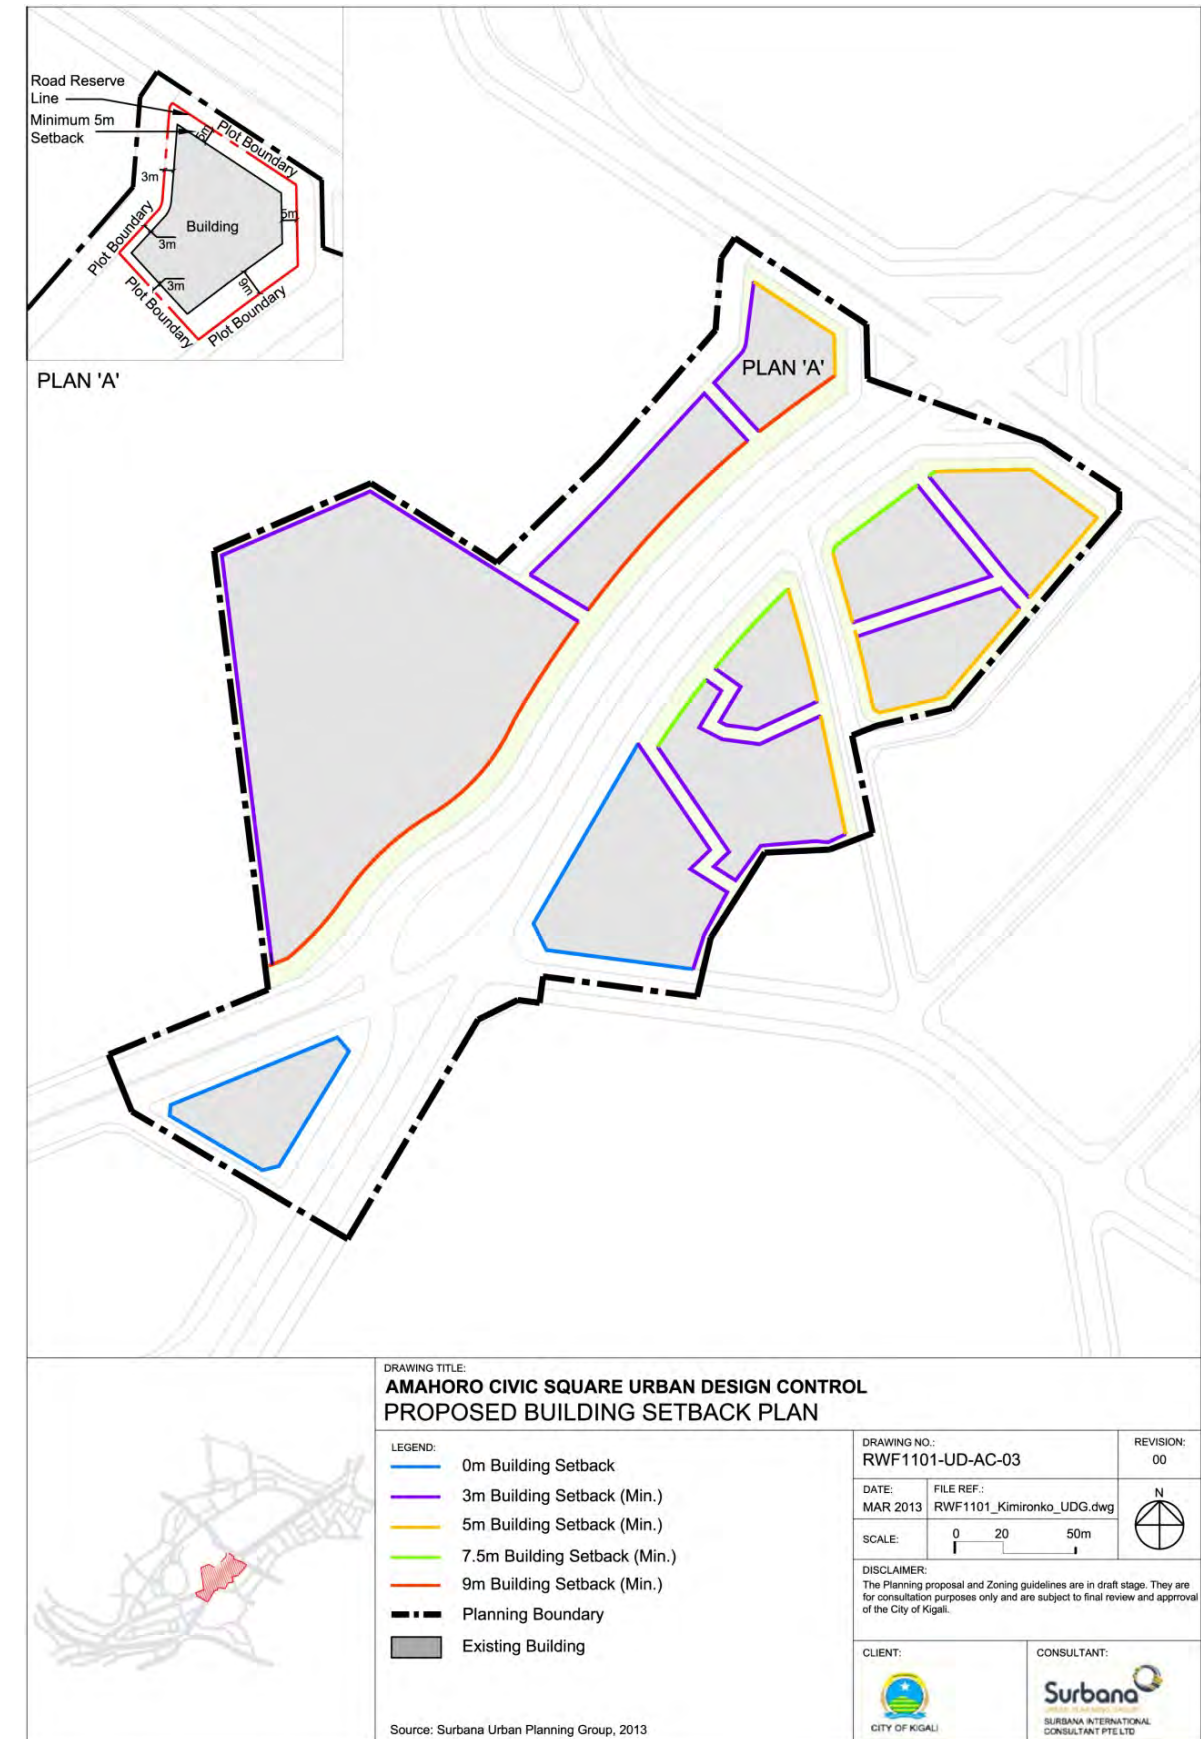 Road Reserve
Line
Minimum 5m
Setback
5m
Plot Boundary
3m
5m
Building
Plot Boundary
3m
3m
9m
Plot Boundary
Plot Boundary
PLAN 'A'
PLAN 'A'
DRAWING TITLE:
AMAHORO CIVIC SQUARE URBAN DESIGN CONTROL
PROPOSED BUILDING SETBACK PLAN
LEGEND:
0m Building Setback
3m Building Setback (Min.)
5m Building Setback (Min.)
7.5m Building Setback (Min.)
9m Building Setback (Min.)
Planning Boundary
Existing Building
Source: Surbana Urban Planning Group, 2013
DRAWING NO.:
RWF1101-UD-AC-03
REVISION:
00
DATE:
MAR 2013
FILE REF.:
RWF1101_Kimironko_UDG.dwg
N
SCALE:
0 20 50m
DISCLAIMER:
The Planning proposal and Zoning guidelines are in draft stage. They are
for consultation purposes only and are subject to final review and approval
of the City of Kigali.
CLIENT:
CITY OF KIGALI
CONSULTANT:
Surbana
URBAN PLANNING GROUP
SURBANA INTERNATIONAL
CONSULTANT PTE LTD